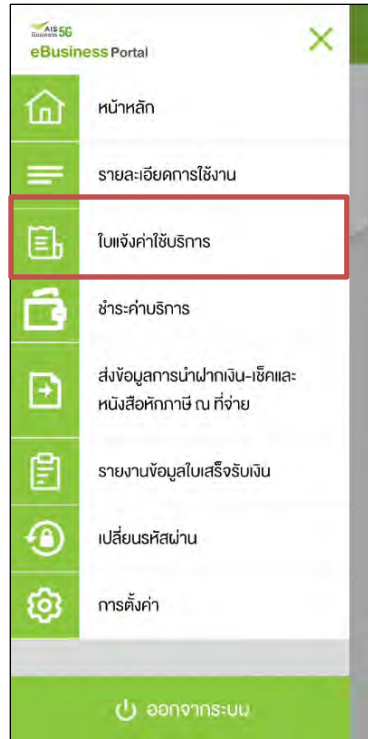 AIS 5G
Business
eBusiness Portal
หน้าหลัก
รายละเอียดการใช้งาน
ใบแจ้งค่าใช้บริการ
ชำระค่าบริการ
ส่งข้อมูลการนำฝากเงิน-เช็คและ
หนังสือหักภาษี ณ ที่จ่าย
รายงานข้อมูลใบเสร็จรับเงิน
เปลี่ยนรหัสผ่าน
การตั้งค่า
ออกจากระบบ